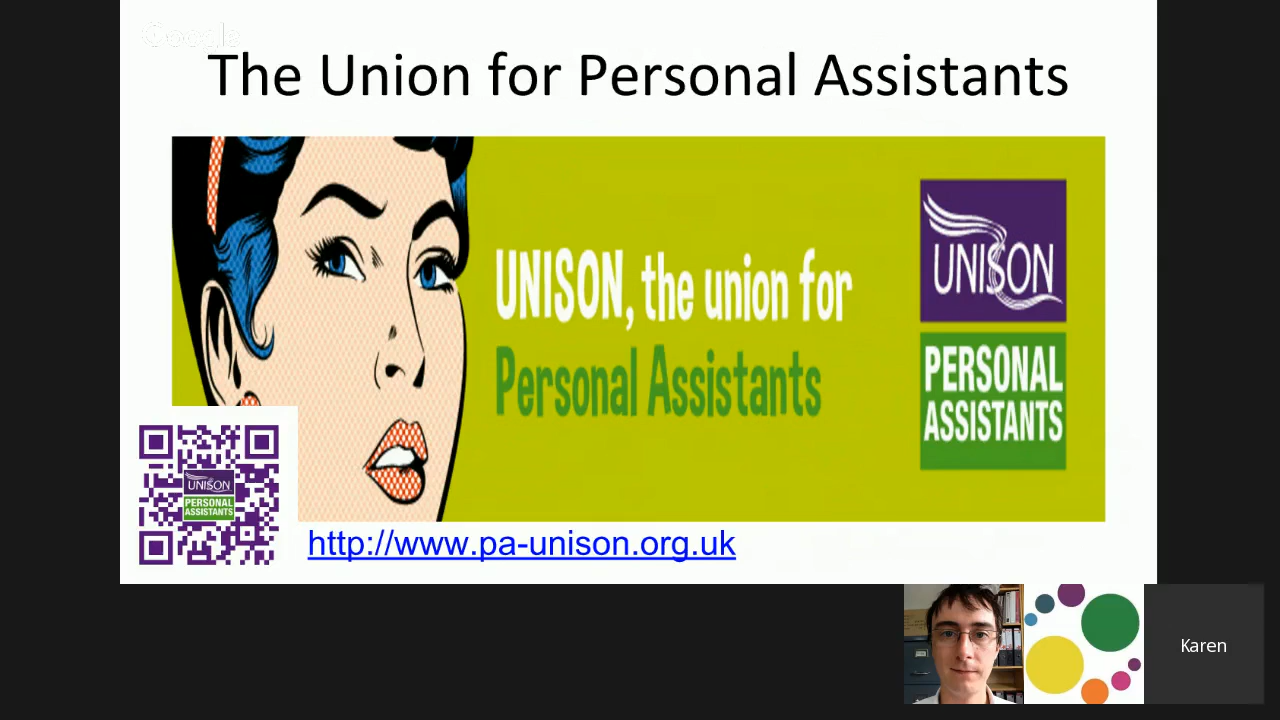 Google
The Union for Personal Assistants
UNISON, the union for
Personal Assistants
UNISON
PERSONAL
ASSISTANTS
UNISON
PERSONAL
ASSISTANTS
http://www.pa-unison.org.uk
Karen